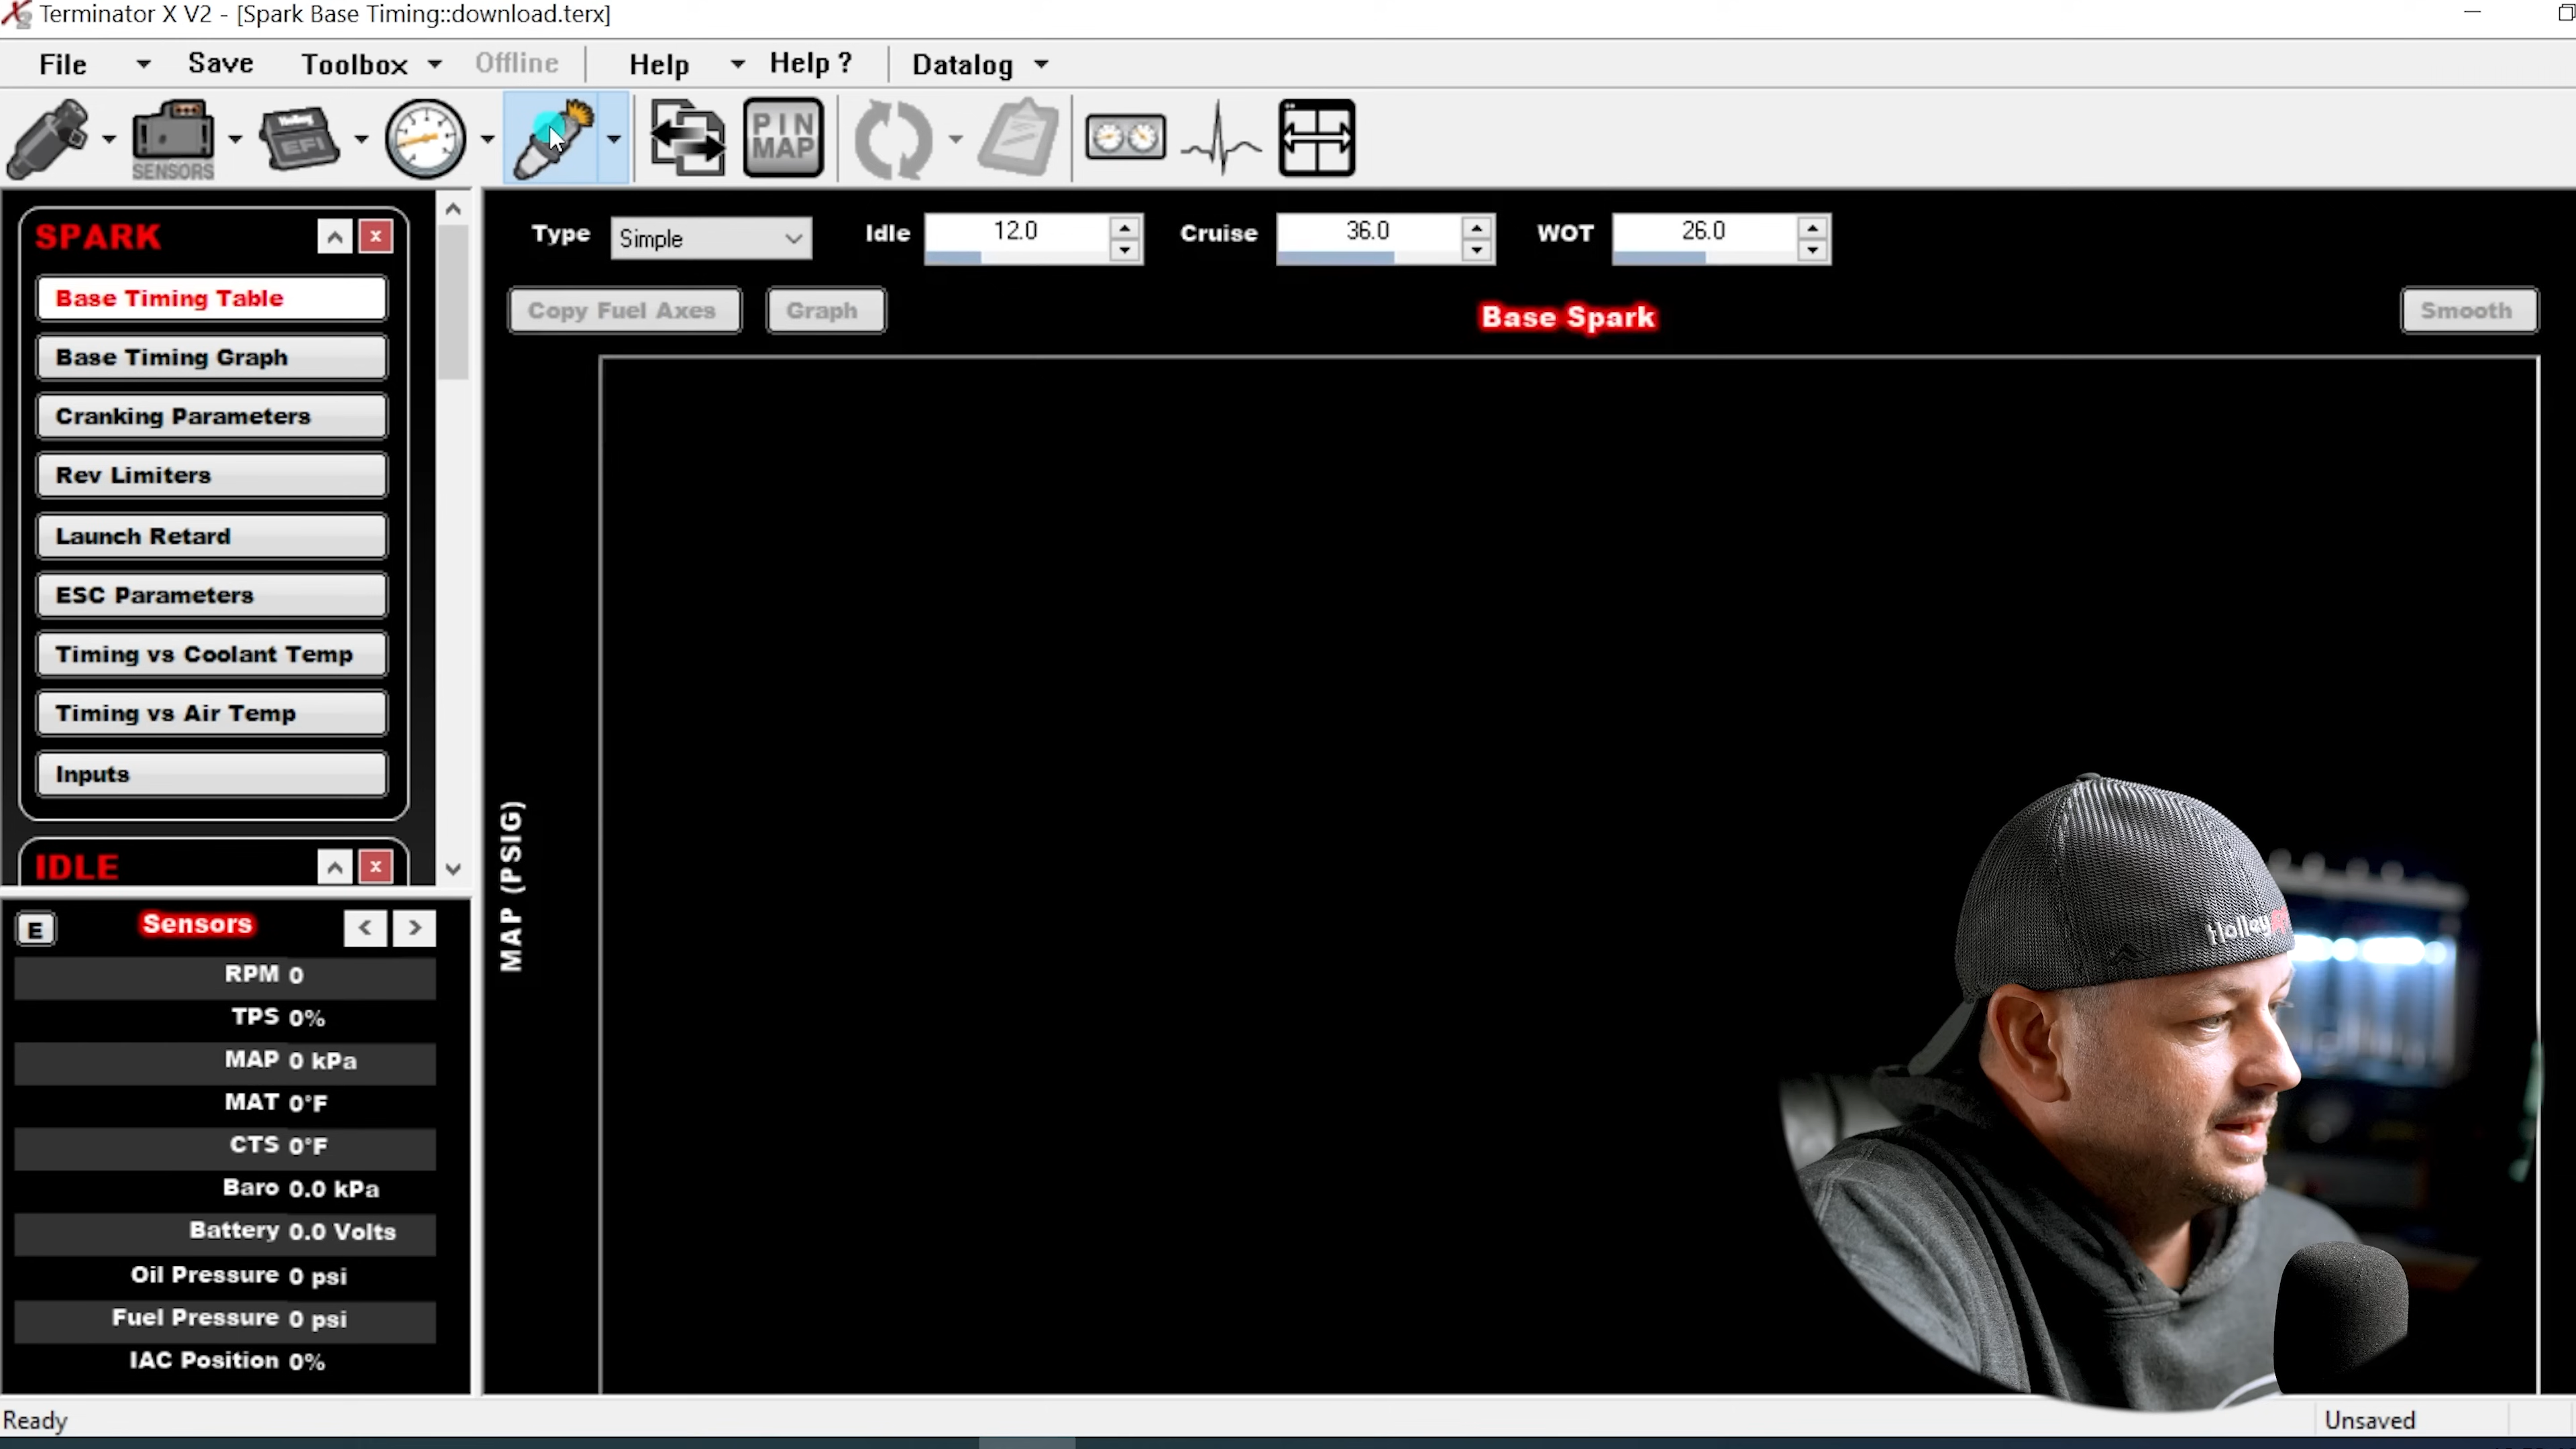 Terminator X V2 - [Spark Base Timing::download.terx]
File Save Toolbox Offline Help Help ? Datalog
SENSORS
Holley
EFI
PIN
MAP
SPARK
Base Timing Table
Base Timing Graph
Cranking Parameters
Rev Limiters
Launch Retard
ESC Parameters
Timing vs Coolant Temp
Timing vs Air Temp
Inputs
IDLE
E Sensors
RPM 0
TPS 0%
MAP 0 kPa
MAT 0°F
CTS 0°F
Baro 0.0 kPa
Battery 0.0 Volts
Oil Pressure 0 psi
Fuel Pressure 0 psi
IAC Position 0%
Type Simple Idle 12.0 Cruise 36.0 WOT 26.0
Copy Fuel Axes Graph Base Spark Smooth
MAP (PSIG)
Holley
Ready Unsaved